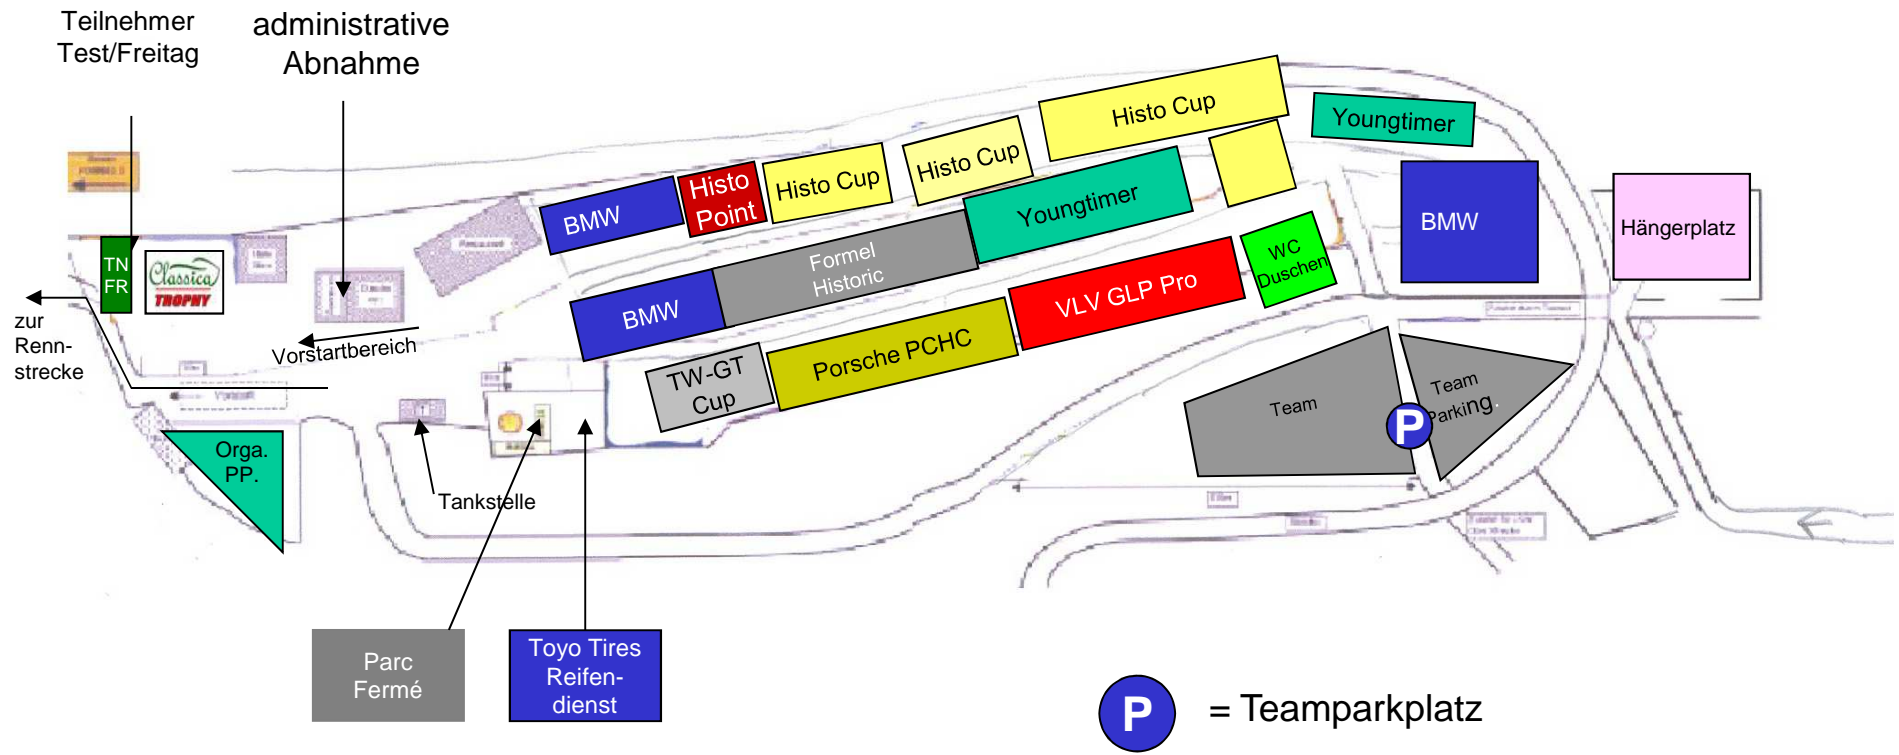 Teilnehmer
Test/Freitag
administrative
Abnahme
Histo Cup
Youngtimer
Histo Cup
Histo
Point
Histo Cup
BMW
Youngtimer
BMW
Hängerplatz
TN
FR
Classica
TROPHY
Formel
Historic
WC
Duschen
BMW
VLV GLP Pro
zur
Renn-
strecke
Vorstartbereich
Porsche PCHC
TW-GT
Cup
Team
Team
Parking.
P
Orga.
PP.
Tankstelle
Parc
Fermé
Toyo Tires
Reifen-
dienst
P = Teamparkplatz